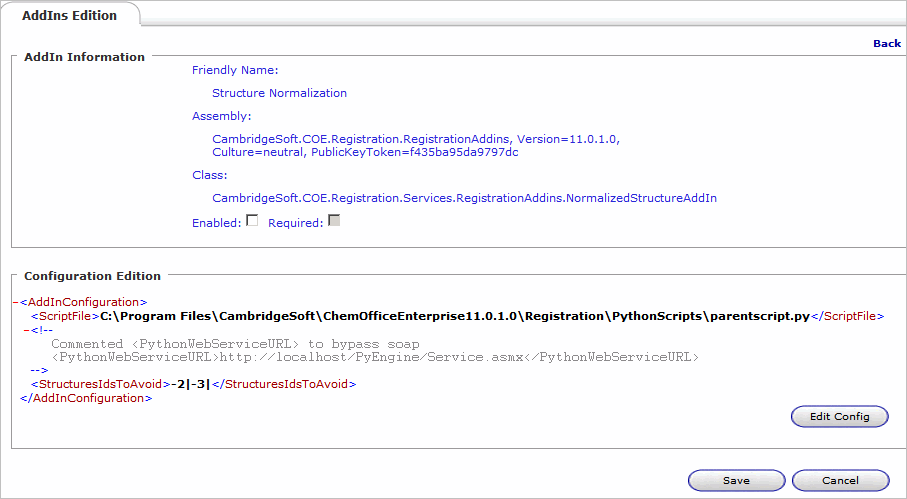 AddIns Edition
Back
AddIn Information
Friendly Name:
Structure Normalization
Assembly:
CambridgeSoft.COE.Registration.RegistrationAddins, Version=11.0.1.0,
Culture=neutral, PublicKeyToken=f435ba95da9797dc
Class:
CambridgeSoft.COE.Registration.Services.RegistrationAddins.NormalizedStructureAddIn
Enabled: Required:
Configuration Edition
-<AddInConfiguration>
<ScriptFile>C:\Program Files\CambridgeSoft\ChemOfficeEnterprise11.0.1.0\Registration\PythonScripts\parentscript.py</ScriptFile>
-<!--
Commented <PythonWebServiceURL> to bypass soap
<PythonWebServiceURL>http://localhost/PyEngine/Service.asmx</PythonWebServiceURL>
-->
<StructuresIdsToAvoid>-2|-3|</StructuresIdsToAvoid>
</AddInConfiguration>
Edit Config
Save Cancel